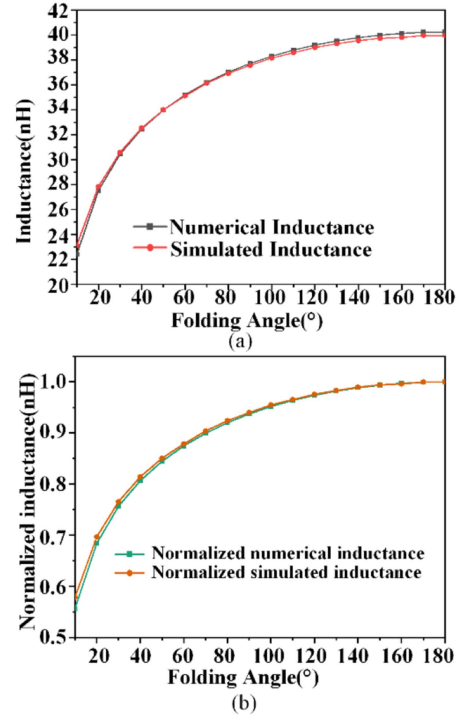 42
40
38
36
34
32
30
28
26
24
22
20
Inductance(nH)
Numerical Inductance
Simulated Inductance
20 40 60 80 100 120 140 160 180
Folding Angle(°)
(a)
1.0
0.9
0.8
0.7
0.6
0.5
Normalized inductance(nH)
Normalized numerical inductance
Normalized simulated inductance
20 40 60 80 100 120 140 160 180
Folding Angle(°)
(b)